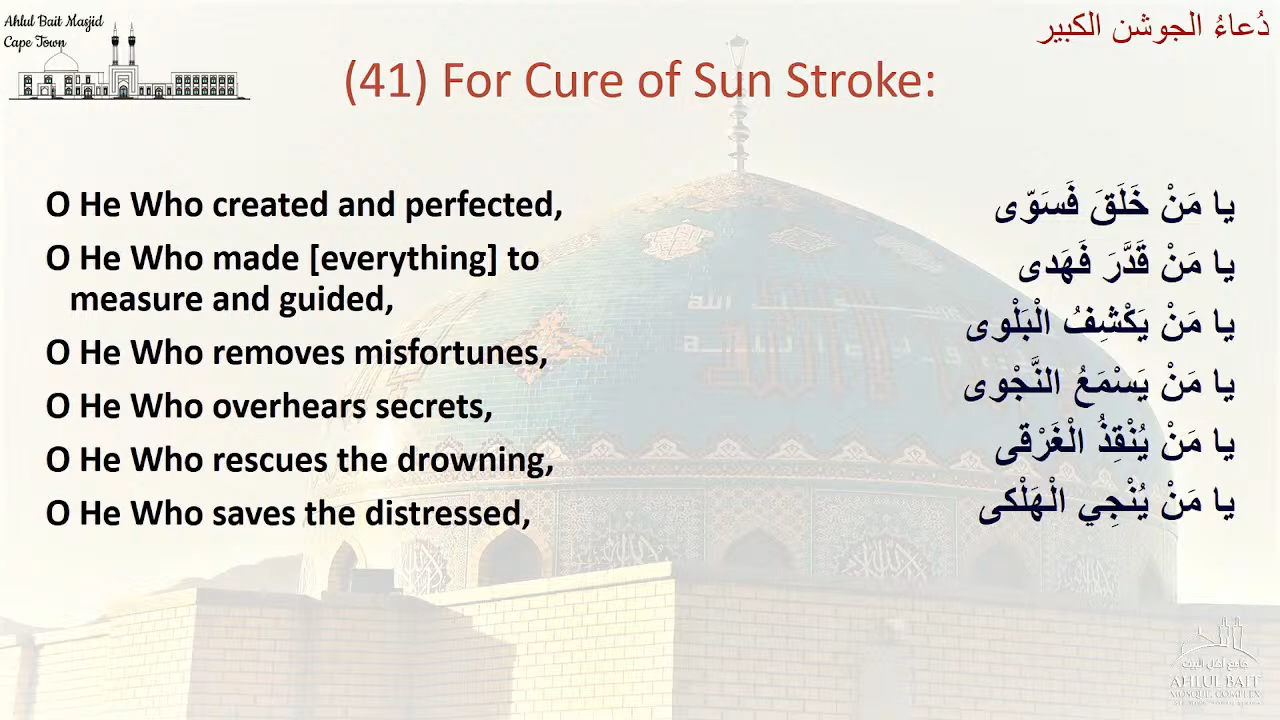 Ahlul Bait Masjid
Cape Town
دُعاءُ الجوشن الكبير
(41) For Cure of Sun Stroke:
O He Who created and perfected,
O He Who made [everything] to
measure and guided,
O He Who removes misfortunes,
O He Who overhears secrets,
O He Who rescues the drowning,
O He Who saves the distressed,
يا مَنْ خَلَقَ فَسَوّى
يا مَنْ قَدَّرَ فَهَدى
يا مَنْ يَكْشِفُ الْبَلْوى
يا مَنْ يَسْمَعُ النَّجْوى
يا مَنْ يُنْقِذُ الْغَرْقى
يا مَنْ يُنْجِي الْهَلْكى
جامع أهل البيت
AHLUL BAIT
MOSQUE COMPLEX